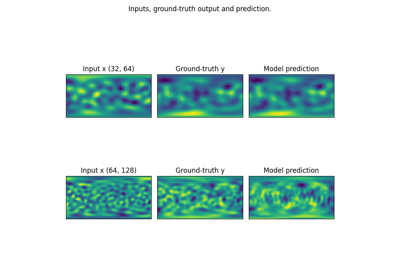 Inputs, ground-truth output and prediction.
Input x (32, 64)
Ground-truth y
Model prediction
Input x (64, 128)
Ground-truth y
Model prediction